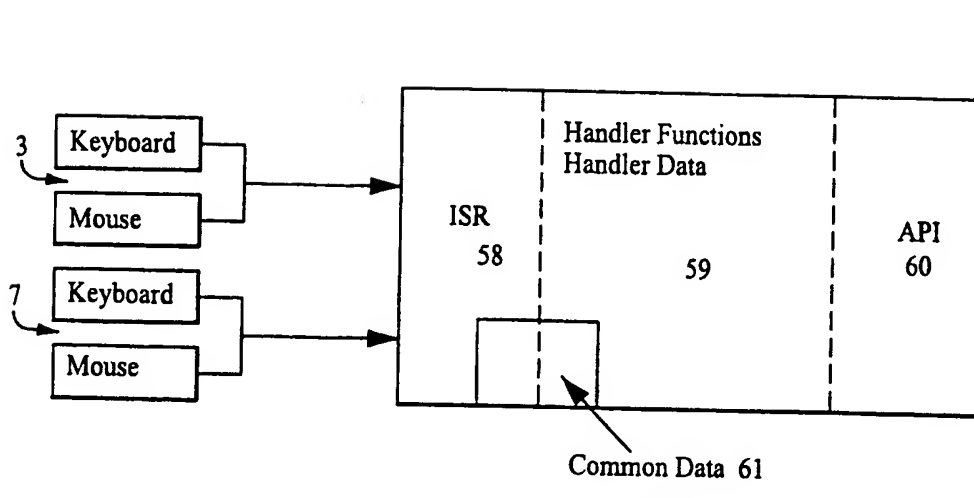 3
Keyboard
Mouse
7
Keyboard
Mouse
ISR
58
Handler Functions
Handler Data
59
API
60
Common Data 61